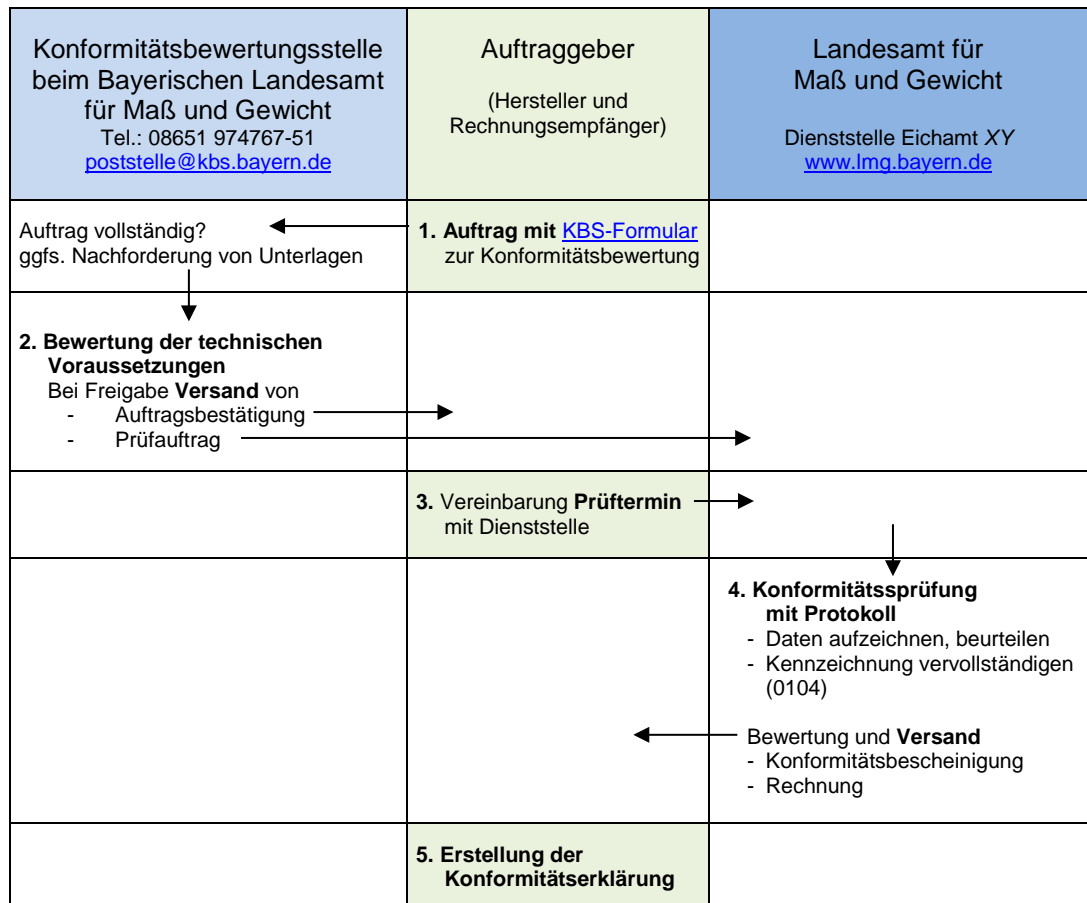 Konformitätsbewertungsstelle
beim Bayerischen Landesamt
für Maß und Gewicht
Tel.: 08651 974767-51
poststelle@kbs.bayern.de
Auftraggeber
(Hersteller und
Rechnungsempfänger)
Landesamt für
Maß und Gewicht
Dienststelle Eichamt XY
www.lmg.bayern.de
Auftrag vollständig?
ggfs. Nachforderung von Unterlagen
1. Auftrag mit KBS-Formular
zur Konformitätsbewertung
2. Bewertung der technischen
Voraussetzungen
Bei Freigabe Versand von
- Auftragsbestätigung
- Prüfauftrag
3. Vereinbarung Prüftermin
mit Dienststelle
4. Konformitätssprüfung
mit Protokoll
- Daten aufzeichnen, beurteilen
- Kennzeichnung vervollständigen
(0104)
Bewertung und Versand
- Konformitätsbescheinigung
- Rechnung
5. Erstellung der
Konformitätserklärung